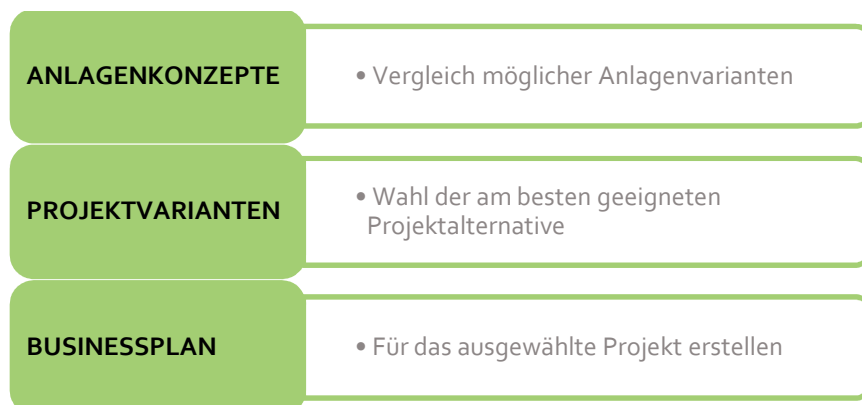 ANLAGENKONZEPTE
• Vergleich möglicher Anlagenvarianten
PROJEKTVARIANTEN
• Wahl der am besten geeigneten
Projektalternative
BUSINESSPLAN
• Für das ausgewählte Projekt erstellen